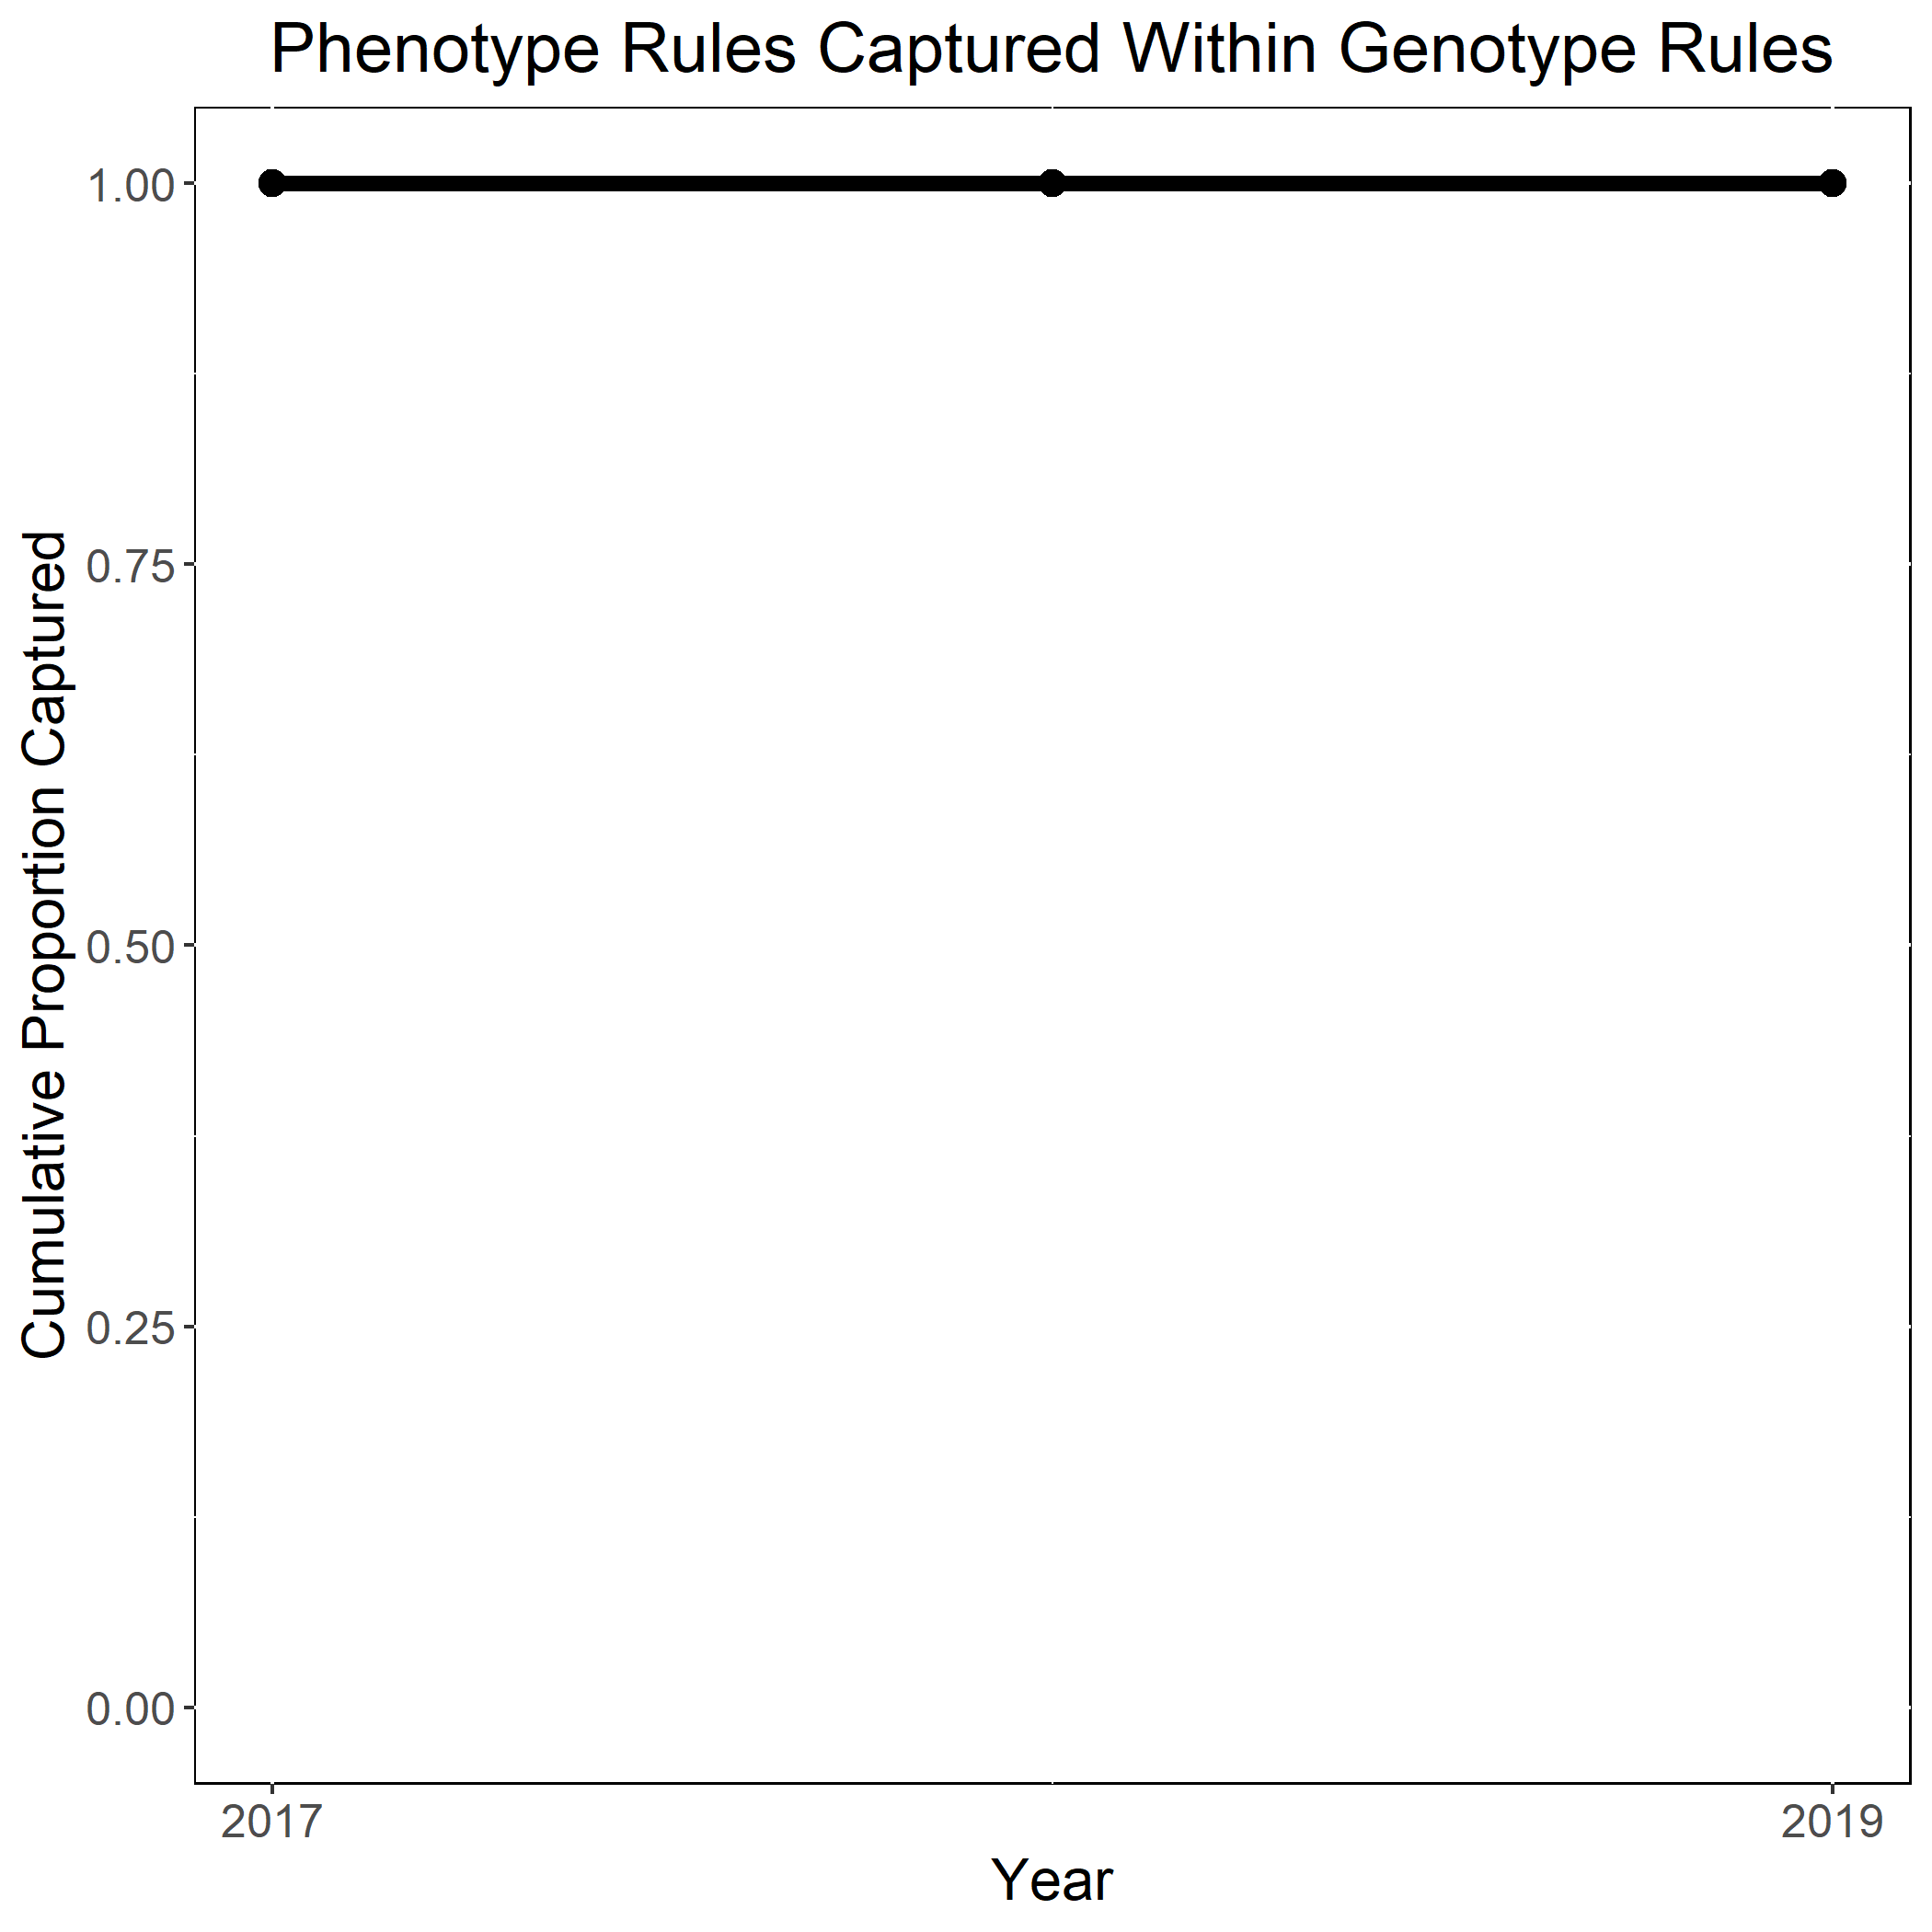 Phenotype Rules Captured Within Genotype Rules
Cumulative Proportion Captured
1.00
0.75
0.50
0.25
0.00
2017 2019
Year